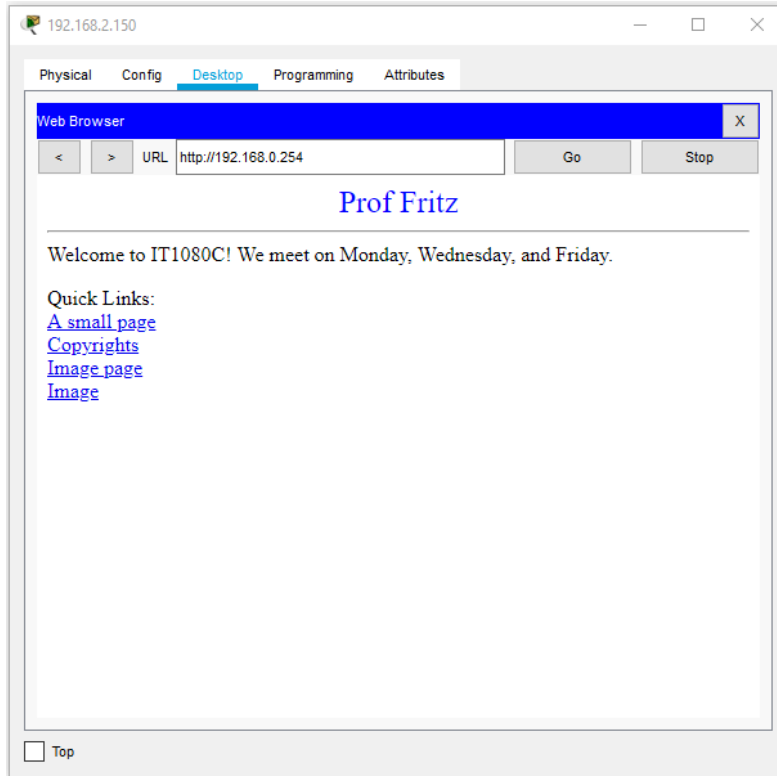 192.168.2.150
Physical Config Desktop Programming Attributes
Web Browser X
< > URL http://192.168.0.254 Go Stop
Prof Fritz
Welcome to IT1080C! We meet on Monday, Wednesday, and Friday.
Quick Links:
A small page
Copyrights
Image page
Image
Top